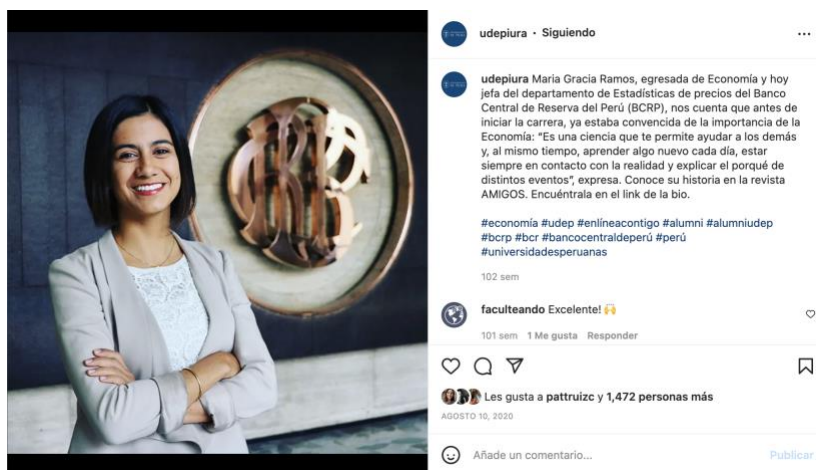 udepiura · Siguiendo
udepiura Maria Gracia Ramos, egresada de Economía y hoy
jefa del departamento de Estadísticas de precios del Banco
Central de Reserva del Perú (BCRP), nos cuenta que antes de
iniciar la carrera, ya estaba convencida de la importancia de la
Economía: “Es una ciencia que te permite ayudar a los demás
y, al mismo tiempo, aprender algo nuevo cada día, estar
siempre en contacto con la realidad y explicar el porqué de
distintos eventos”, expresa. Conoce su historia en la revista
AMIGOS. Encuéntrala en el link de la bio.
#economía #udep #enlíneacontigo #alumni #alumniudep
#bcrp #bcr #bancocentraldeperú #perú
#universidadesperuanas
102 sem
faculteando Excelente! 🙌
101 sem 1 Me gusta Responder
Les gusta a pattruizc y 1,472 personas más
AGOSTO 10, 2020
Añade un comentario...
Publicar